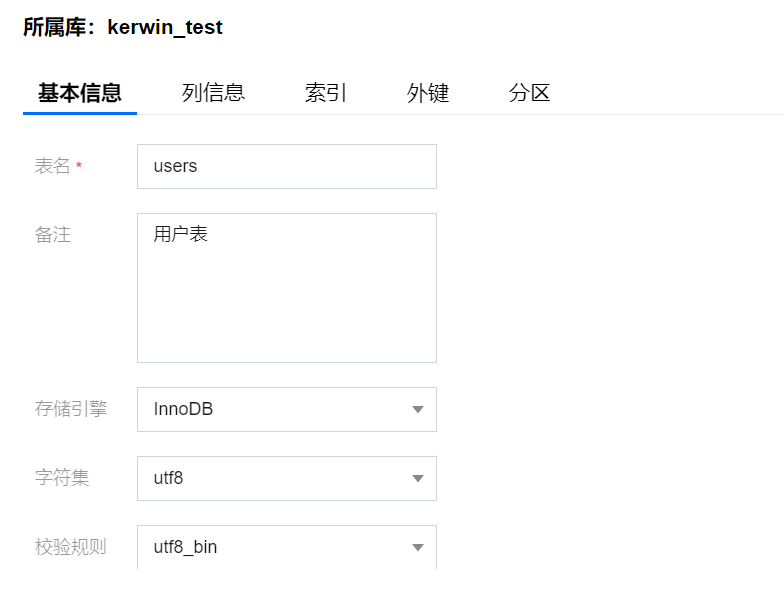 所属库：kerwin_test
基本信息 列信息 索引 外键 分区
表名 * users
备注 用户表
存储引擎 InnoDB
字符集 utf8
校验规则 utf8_bin